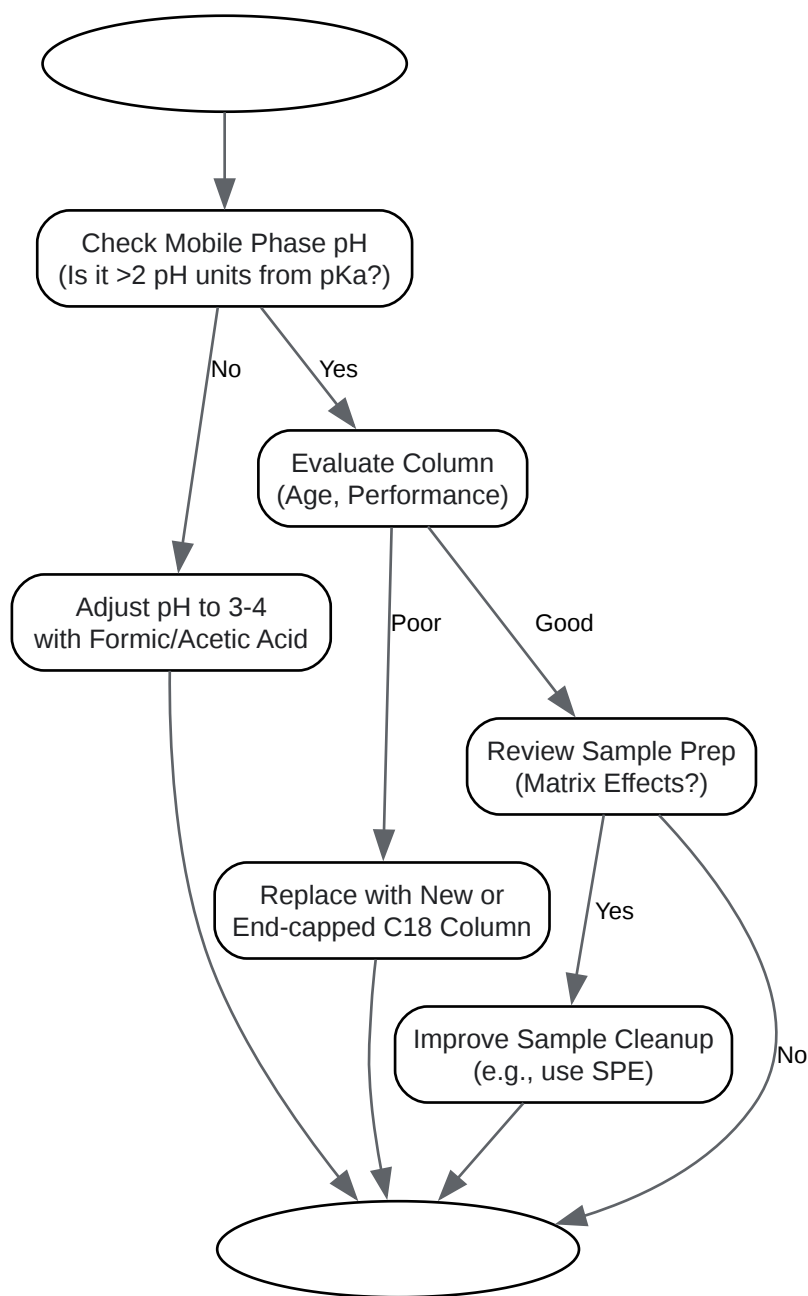 Check Mobile Phase pH
(Is it >2 pH units from pKa?)
No
Yes
Evaluate Column
(Age, Performance)
Adjust pH to 3-4
with Formic/Acetic Acid
Poor
Good
Review Sample Prep
(Matrix Effects?)
Replace with New or
End-capped C18 Column
Yes
Improve Sample Cleanup
(e.g., use SPE)
No